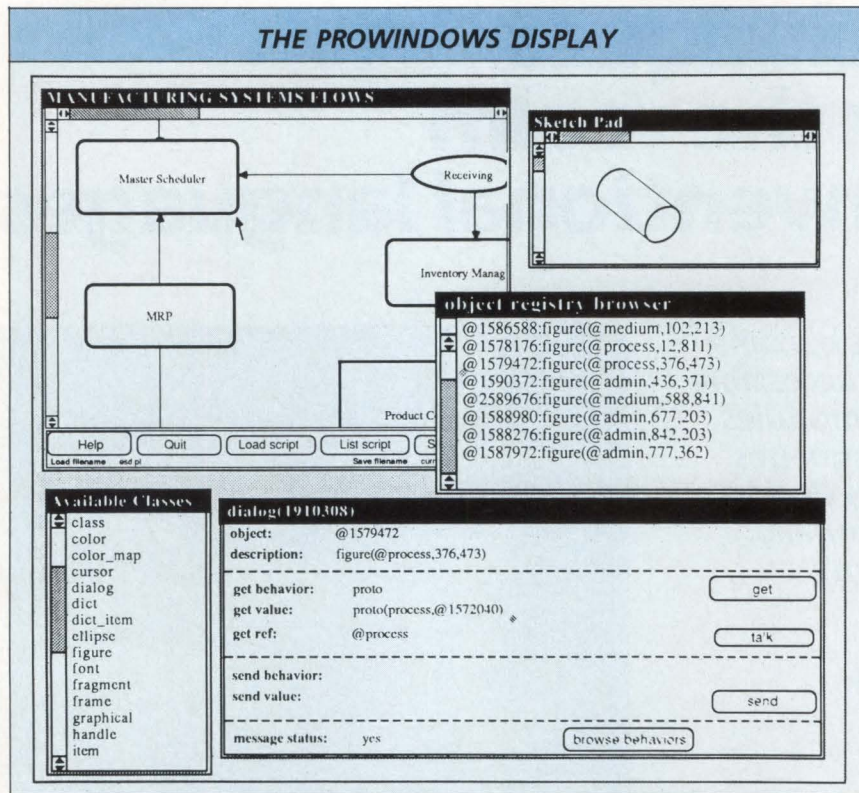 THE PROWINDOWS DISPLAY
MANUFACTURING SYSTEMS FLOWS
Master Scheduler
Receiving
Inventory Manag
MRP
Product C
Help
Quit
Load script
List script
S
Load filename esd pl
Save filename curr
Sketch Pad
object registry browser
@1586588:figure(@medium,102,213)
@1578176:figure(@process,12,811)
@1579472:figure(@process,376,473)
@1590372:figure(@admin,436,371)
@2589676:figure(@medium,588,841)
@1588980:figure(@admin,677,203)
@1588276:figure(@admin,842,203)
@1587972:figure(@admin,777,362)
Available Classes
class
color
color_map
cursor
dialog
dict
dict_item
ellipse
figure
font
fragment
frame
graphical
handle
item
dialog(1910308)
object: @1579472
description: figure(@process,376,473)
get behavior: proto
get
get value: proto(process,@1572040)
get ref: @process
talk
send behavior:
send value:
send
message status: yes
browse behaviors